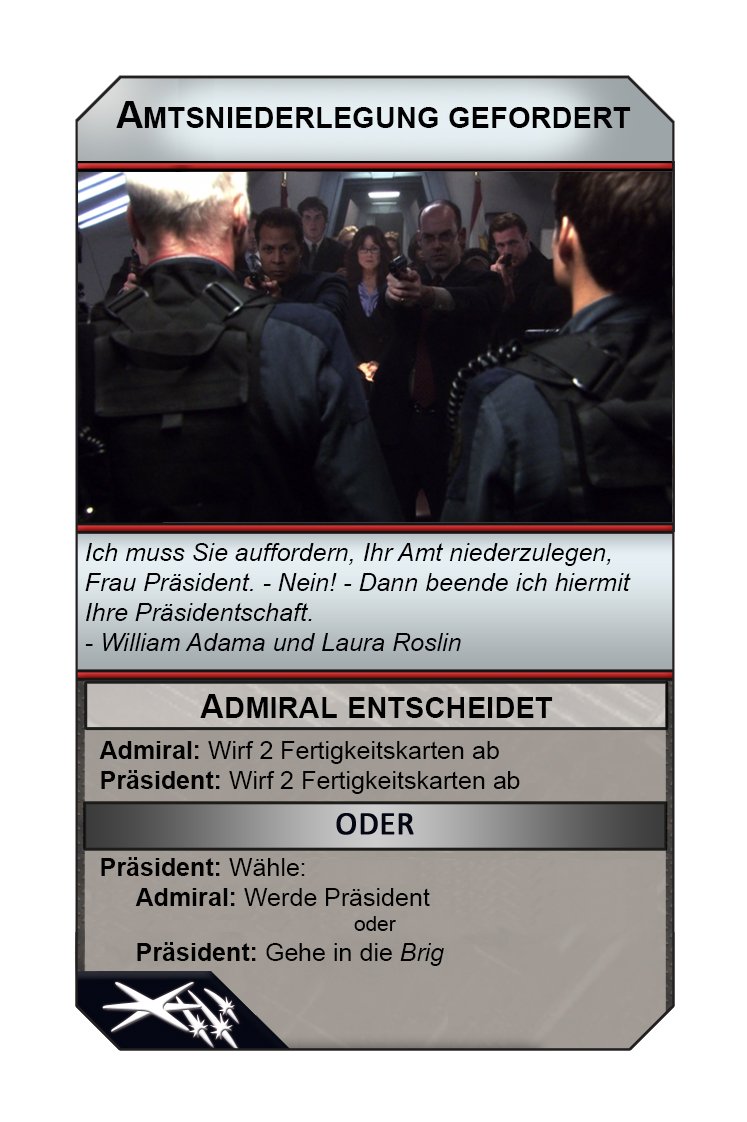 Amtsniederlegung gefordert
Ich muss Sie auffordern, Ihr Amt niederzulegen,
Frau Präsident. - Nein! - Dann beende ich hiermit
Ihre Präsidentschaft.
- William Adama und Laura Roslin
Admiral entscheidet
Admiral: Wirf 2 Fertigkeitskarten ab
Präsident: Wirf 2 Fertigkeitskarten ab
ODER
Präsident: Wähle:
Admiral: Werde Präsident
oder
Präsident: Gehe in die Brig